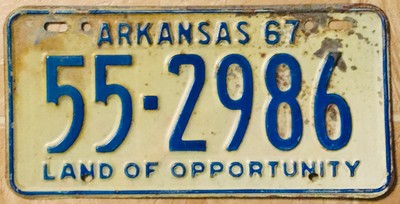 ARKANSAS 67
55-2986
LAND OF OPPORTUNITY